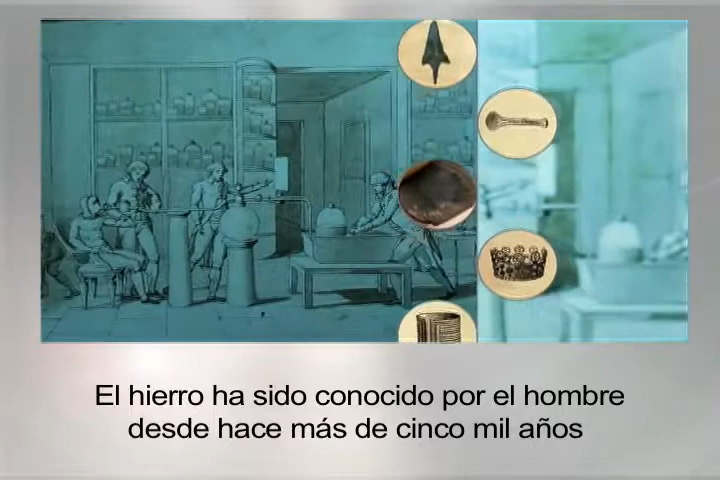 El hierro ha sido conocido por el hombre
desde hace más de cinco mil años